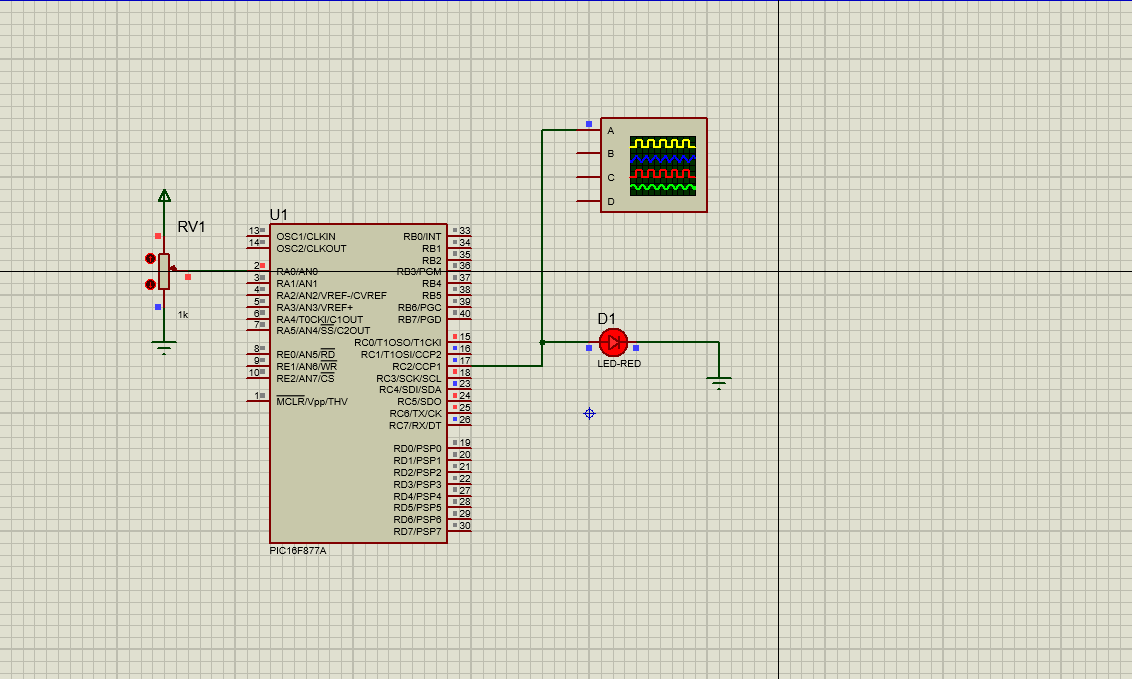 A
B
C
D
RV1
1k
U1
13 OSC1/CLKIN
14 OSC2/CLKOUT
2 RA0/AN0
3 RA1/AN1
4 RA2/AN2/VREF-/CVREF
5 RA3/AN3/VREF+
6 RA4/T0CKI/C1OUT
7 RA5/AN4/SS/C2OUT
8 RE0/AN5/RD
9 RE1/AN6/WR
10 RE2/AN7/CS
1 MCLR/Vpp/THV
RB0/INT 33
RB1 34
RB2 35
RB3/PGM 36
RB4 37
RB5 38
RB6/PGC 39
RB7/PGD 40
RC0/T1OSO/T1CKI 15
RC1/T1OSI/CCP2 16
RC2/CCP1 17
RC3/SCK/SCL 18
RC4/SDI/SDA 23
RC5/SDO 24
RC6/TX/CK 25
RC7/RX/DT 26
RD0/PSP0 19
RD1/PSP1 20
RD2/PSP2 21
RD3/PSP3 22
RD4/PSP4 27
RD5/PSP5 28
RD6/PSP6 29
RD7/PSP7 30
PIC16F877A
D1
LED-RED